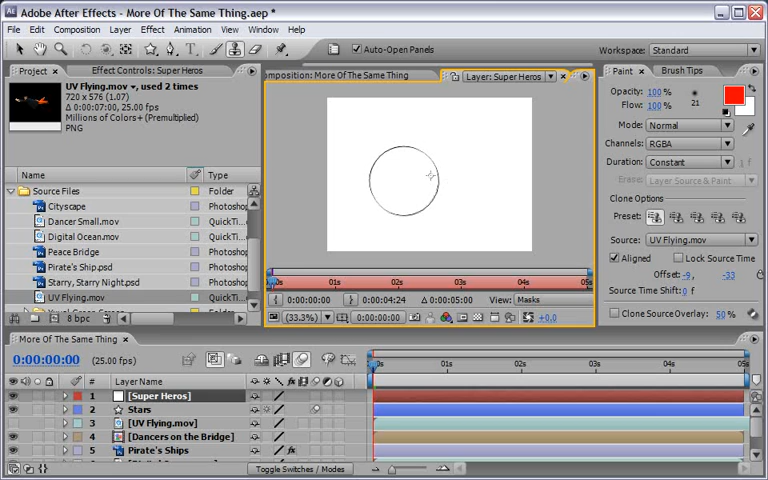 Adobe After Effects - More Of The Same Thing.aep *
File Edit Composition Layer Effect Animation View Window Help
Auto-Open Panels
Workspace: Standard
Project Effect Controls: Super Heros
UV Flying.mov , used 2 times
720 x 576 (1.07)
Δ 0:00:07:00, 25.00 fps
Millions of Colors+ (Premultiplied)
PNG
Name Type
Source Files Folder
Cityscape Photoshop
Dancer Small.mov QuickTi...
Digital Ocean.mov QuickTi...
Peace Bridge Photoshop
Pirate's Ship.psd Photoshop
Starry, Starry Night.psd Photoshop
UV Flying.mov QuickTi...
Folder
8 bpc
omposition: More Of The Same Thing Layer: Super Heros
0s 01s 02s 03s 04s 05s
0:00:00:00 0:00:04:24 Δ 0:00:05:00 View: Masks
(33.3%) 0:00:00:00 +0.0
Paint Brush Tips
Opacity: 100 %
Flow: 100 %
21
Mode: Normal
Channels: RGBA
Duration: Constant 1 f
Erase: Layer Source & Paint
Clone Options
Preset:
Source: UV Flying.mov
Aligned Lock Source Time
Offset: -9, -33
Source Time Shift: 0 f
Clone Source Overlay: 50 %
More Of The Same Thing
0:00:00:00 (25.00 fps)
0s 01s 02s 03s 04s 05s
# Layer Name
1 [Super Heros]
2 Stars
3 [UV Flying.mov]
4 [Dancers on the Bridge]
5 Pirate's Ships
Toggle Switches / Modes